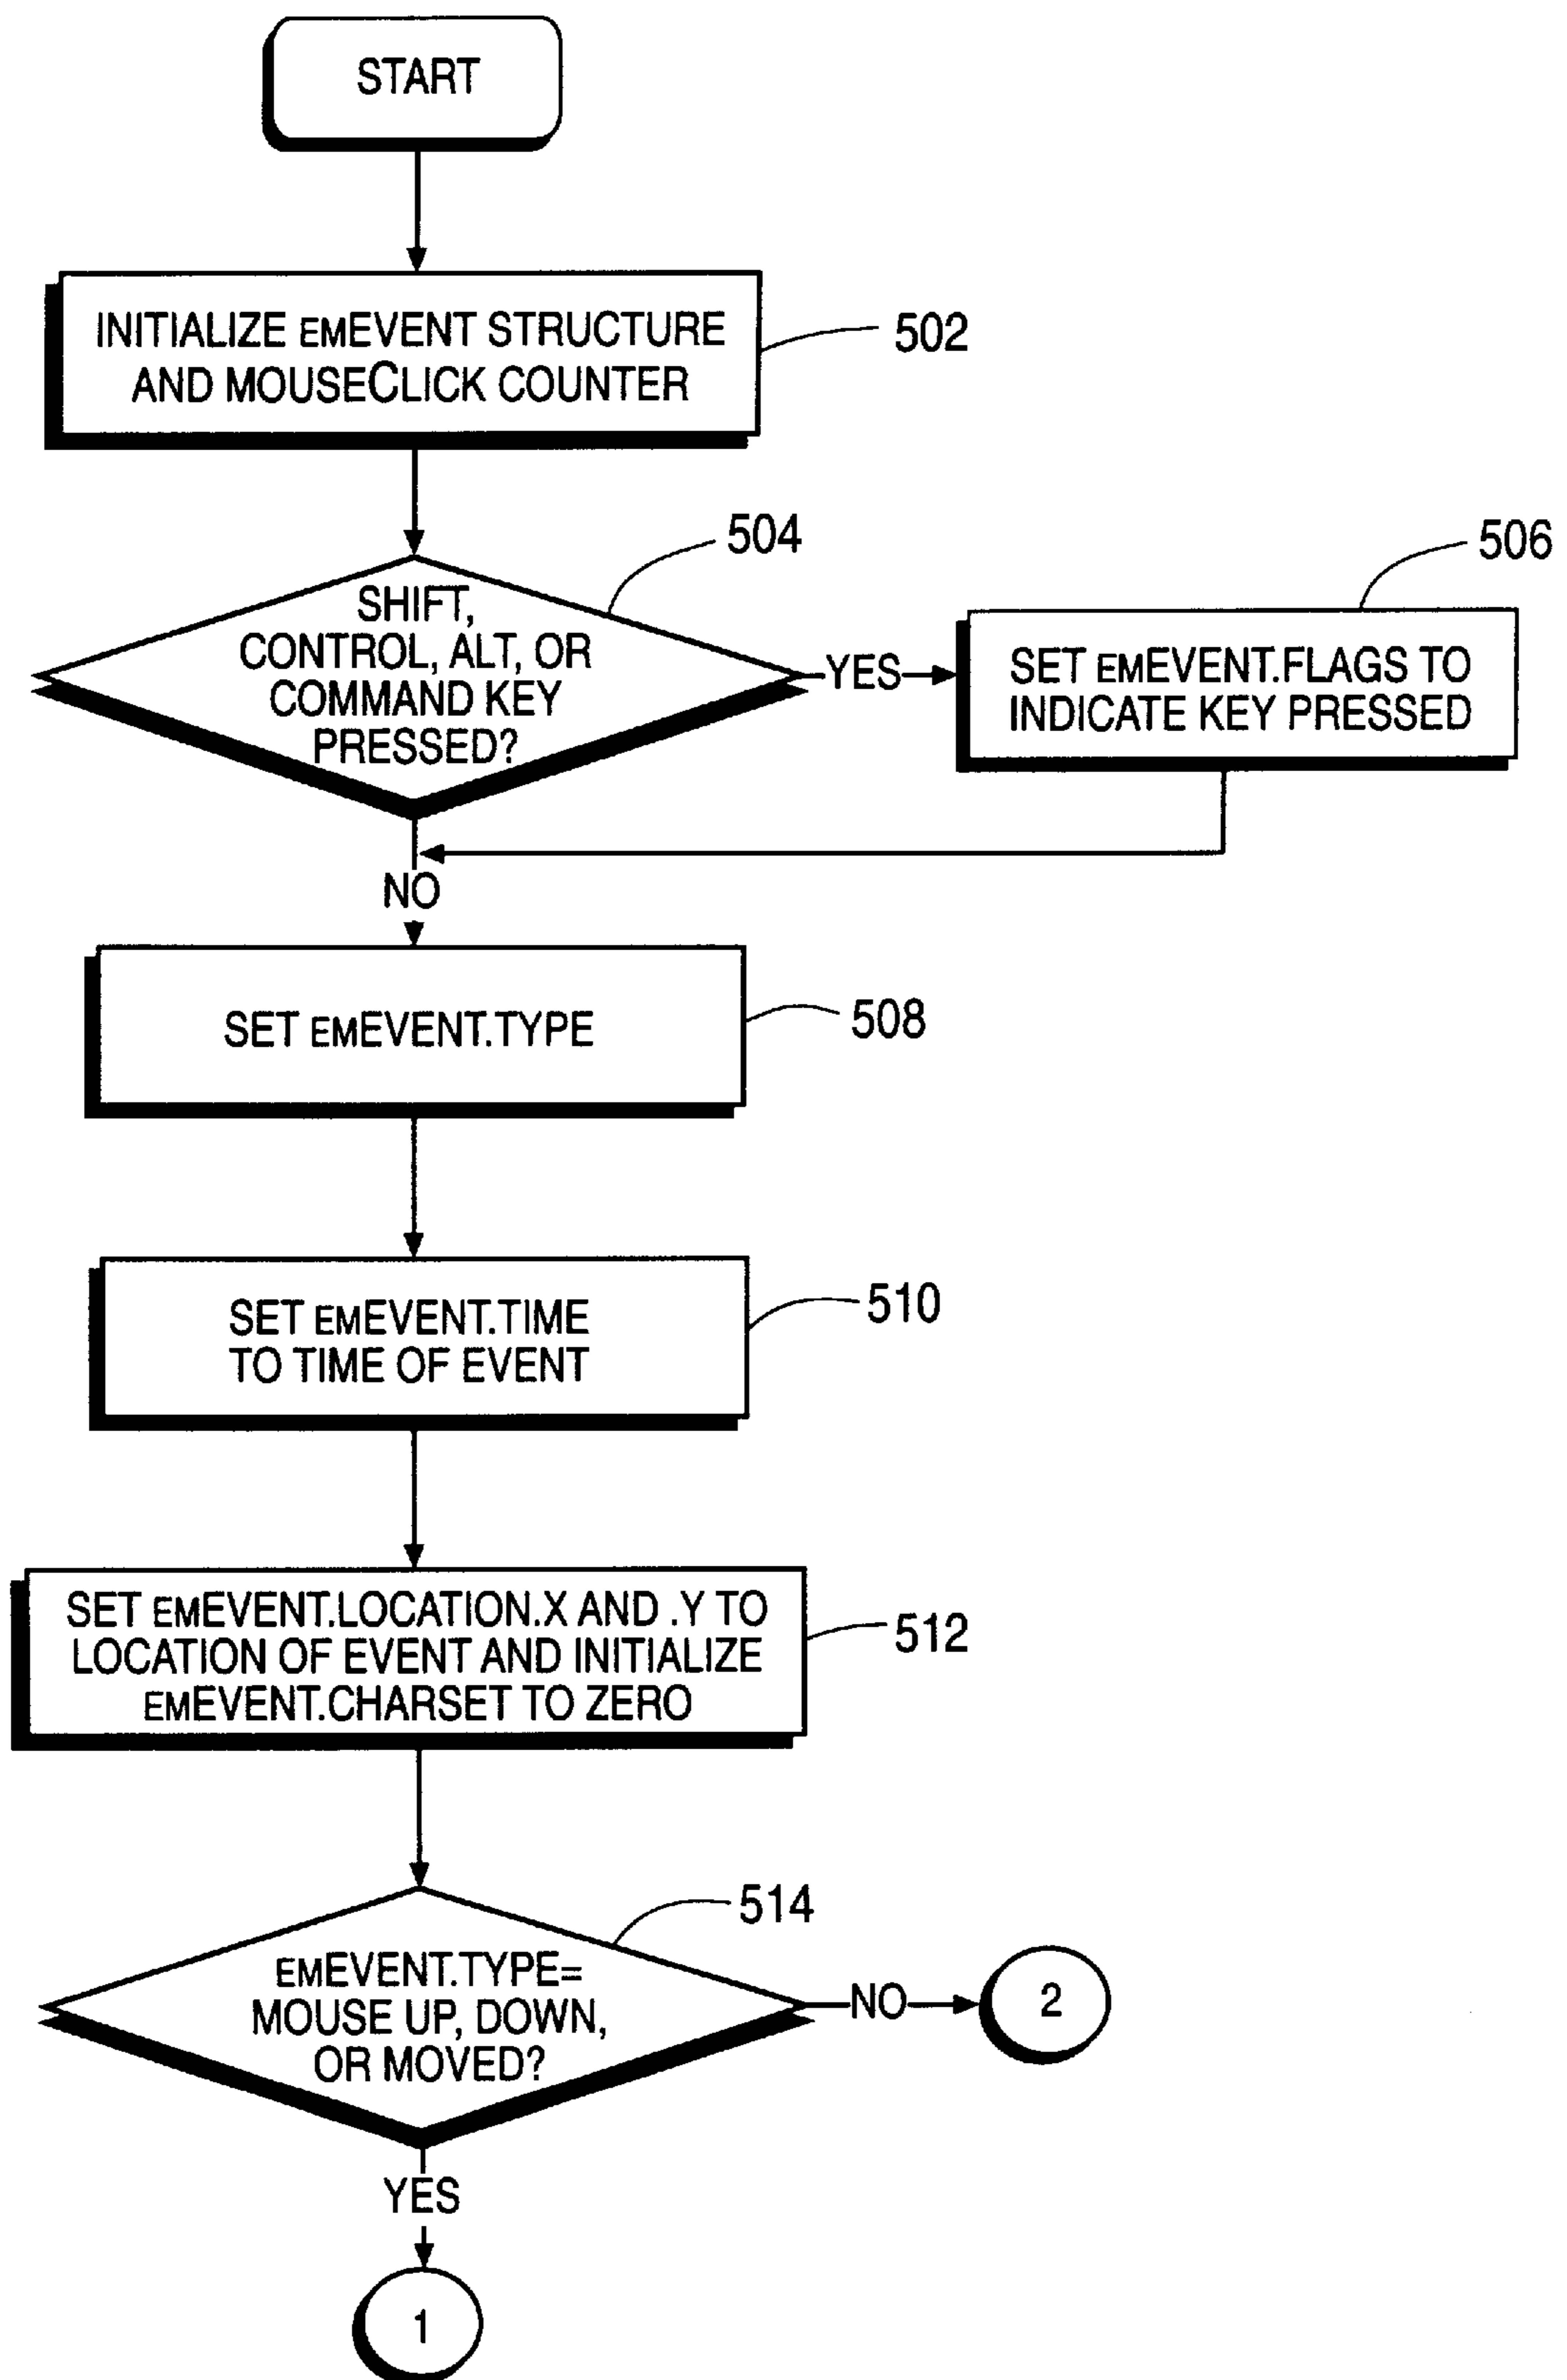 START
INITIALIZE EMEVENT STRUCTURE
AND MOUSECLICK COUNTER
502
504
SHIFT,
CONTROL, ALT, OR
COMMAND KEY
PRESSED?
YES
506
SET EMEVENT.FLAGS TO
INDICATE KEY PRESSED
NO
SET EMEVENT.TYPE
508
SET EMEVENT.TIME
TO TIME OF EVENT
510
SET EMEVENT.LOCATION.X AND .Y TO
LOCATION OF EVENT AND INITIALIZE
EMEVENT.CHARSET TO ZERO
512
514
EMEVENT.TYPE=
MOUSE UP, DOWN,
OR MOVED?
NO
2
YES
1